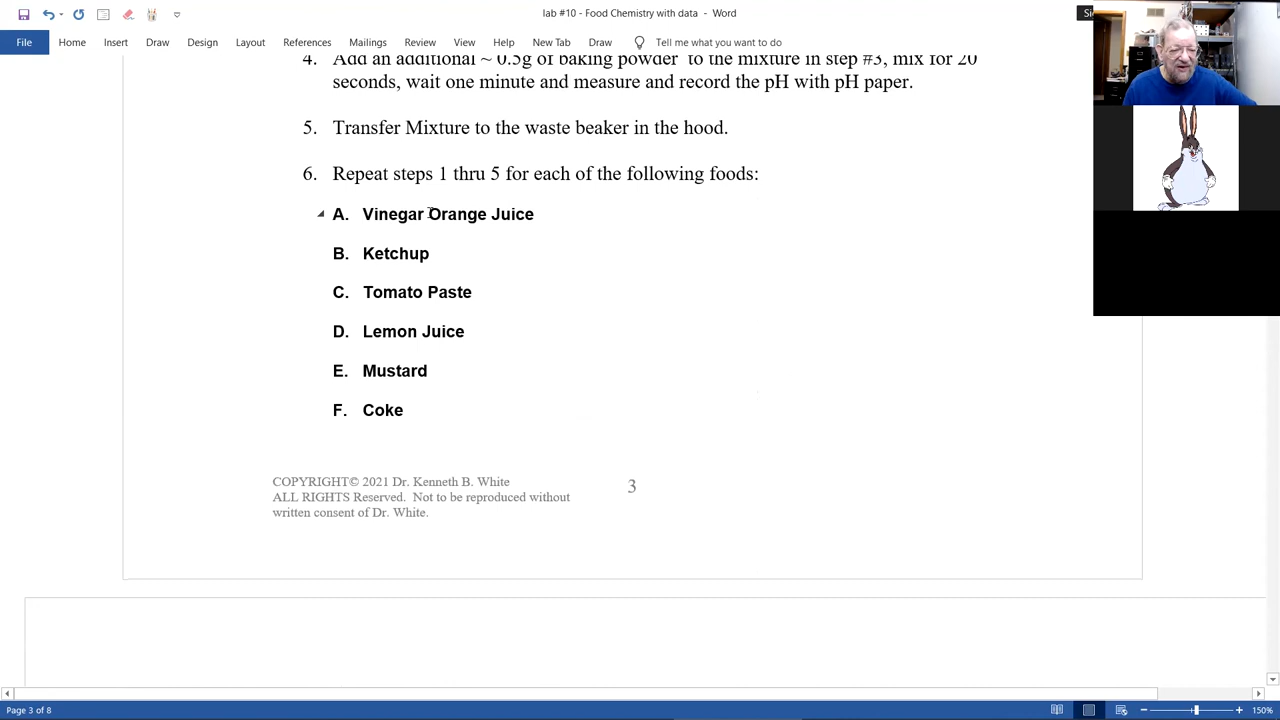 lab #10 - Food Chemistry with data - Word
File Home Insert Draw Design Layout References Mailings Review View Help New Tab Draw Tell me what you want to do
4. Add an additional ~ 0.5g of baking powder to the mixture in step #3, mix for 20
seconds, wait one minute and measure and record the pH with pH paper.
5. Transfer Mixture to the waste beaker in the hood.
6. Repeat steps 1 thru 5 for each of the following foods:
A. Vinegar Orange Juice
B. Ketchup
C. Tomato Paste
D. Lemon Juice
E. Mustard
F. Coke
COPYRIGHT© 2021 Dr. Kenneth B. White
ALL RIGHTS Reserved. Not to be reproduced without
written consent of Dr. White.
3
Page 3 of 8
150%